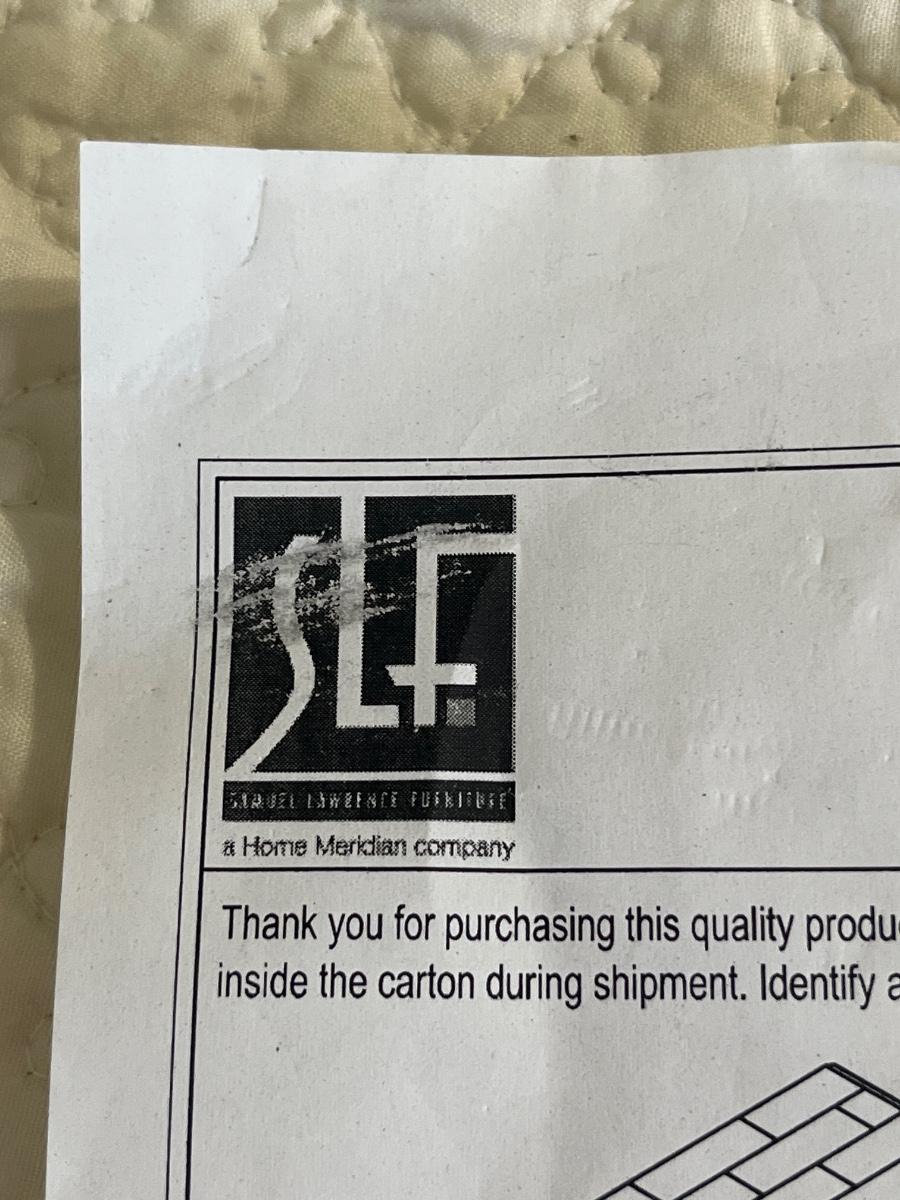 SLF
SAMUEL LAWRENCE FURNITURE
a Home Meridian company
Thank you for purchasing this quality
inside the carton during shipment. Identify